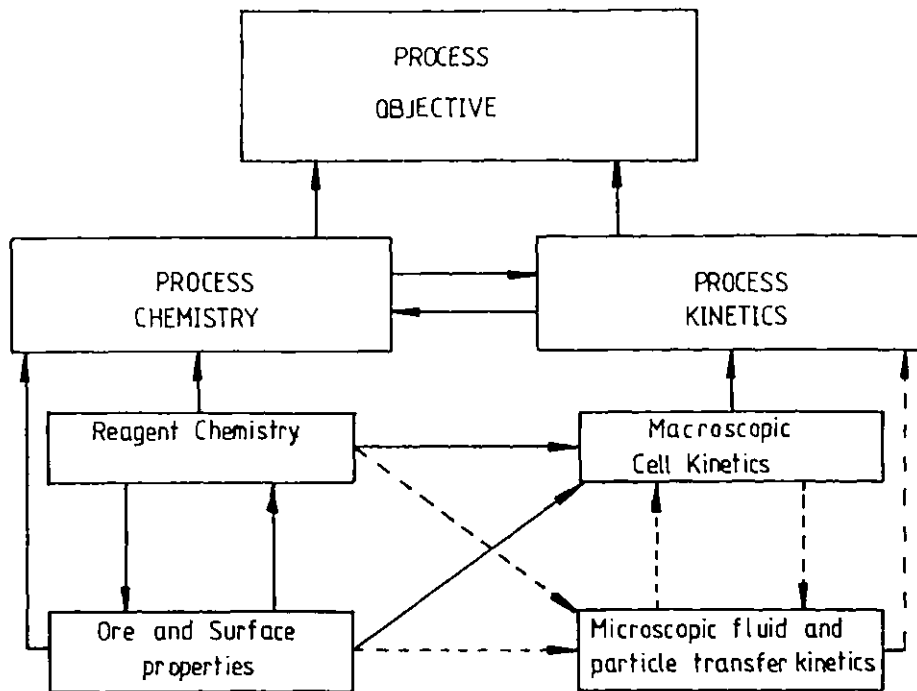 PROCESS
OBJECTIVE
PROCESS
CHEMISTRY
PROCESS
KINETICS
Reagent Chemistry
Macroscopic
Cell Kinetics
Ore and Surface
properties
Microscopic fluid and
particle transfer kinetics